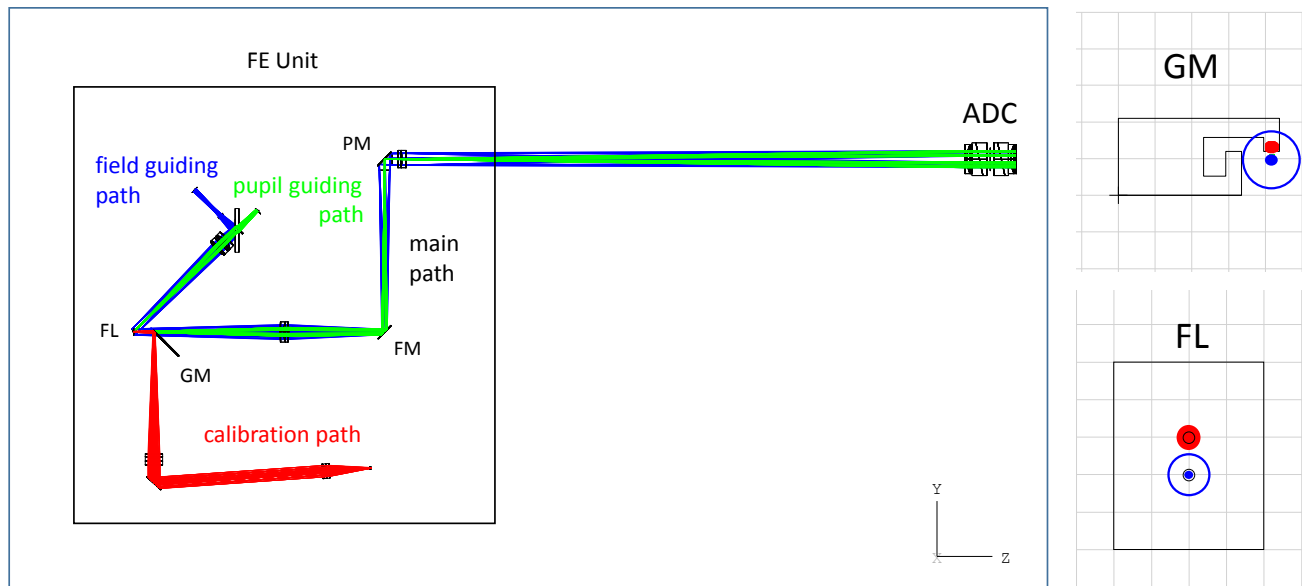 FE Unit
ADC
PM
field guiding
path
pupil guiding
path
main
path
FL
FM
GM
calibration path
Y
X
Z
GM
FL